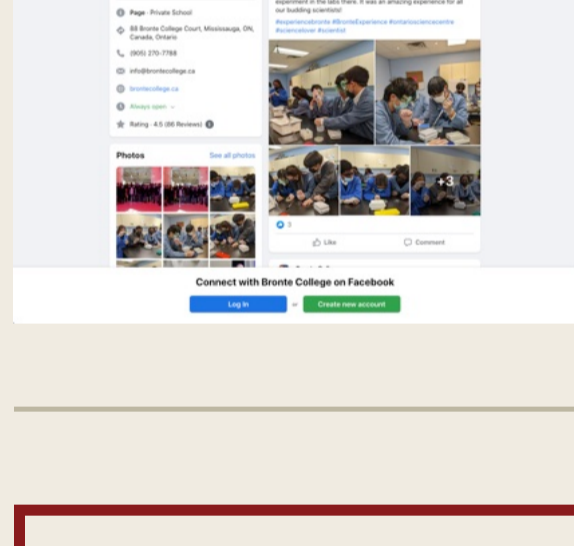 Page · Private School
88 Bronte College Court, Mississauga, ON,
Canada, Ontario
(905) 270-7788
info@brontecollege.ca
brontecollege.ca
Always open
Rating · 4.5 (86 Reviews)
Photos See all photos
experiment in the labs there. It was an amazing experience for all
our budding scientists!
#experiencebronte #BronteExperience #ontariosciencecentre
#sciencelover #scientist
+3
3
Like Comment
Connect with Bronte College on Facebook
Log In or Create new account